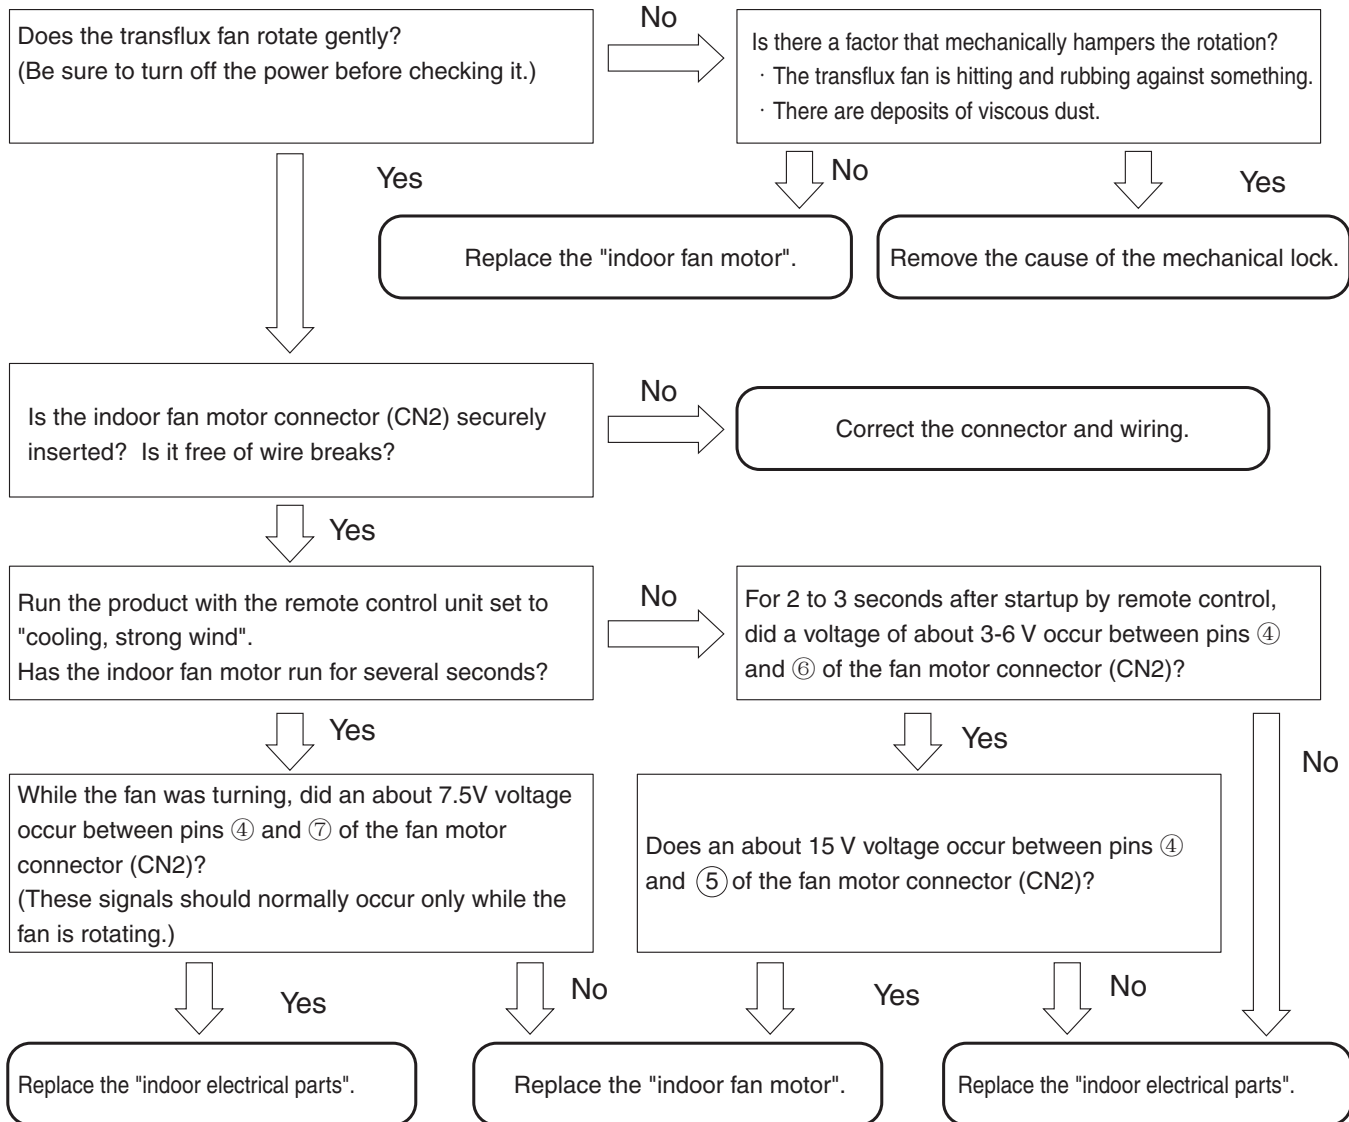 Does the transflux fan rotate gently?
(Be sure to turn off the power before checking it.)
No
Is there a factor that mechanically hampers the rotation?
· The transflux fan is hitting and rubbing against something.
· There are deposits of viscous dust.
Yes
No
Yes
Replace the "indoor fan motor".
Remove the cause of the mechanical lock.
Is the indoor fan motor connector (CN2) securely
inserted?  Is it free of wire breaks?
No
Correct the connector and wiring.
Yes
Run the product with the remote control unit set to
"cooling, strong wind".
Has the indoor fan motor run for several seconds?
No
For 2 to 3 seconds after startup by remote control,
did a voltage of about 3-6 V occur between pins ④
and ⑥ of the fan motor connector (CN2)?
Yes
Yes
No
While the fan was turning, did an about 7.5V voltage
occur between pins ④ and ⑦ of the fan motor
connector (CN2)?
(These signals should normally occur only while the
fan is rotating.)
Does an about 15 V voltage occur between pins ④
and ⑤ of the fan motor connector (CN2)?
Yes
No
Yes
No
Replace the "indoor electrical parts".
Replace the "indoor fan motor".
Replace the "indoor electrical parts".